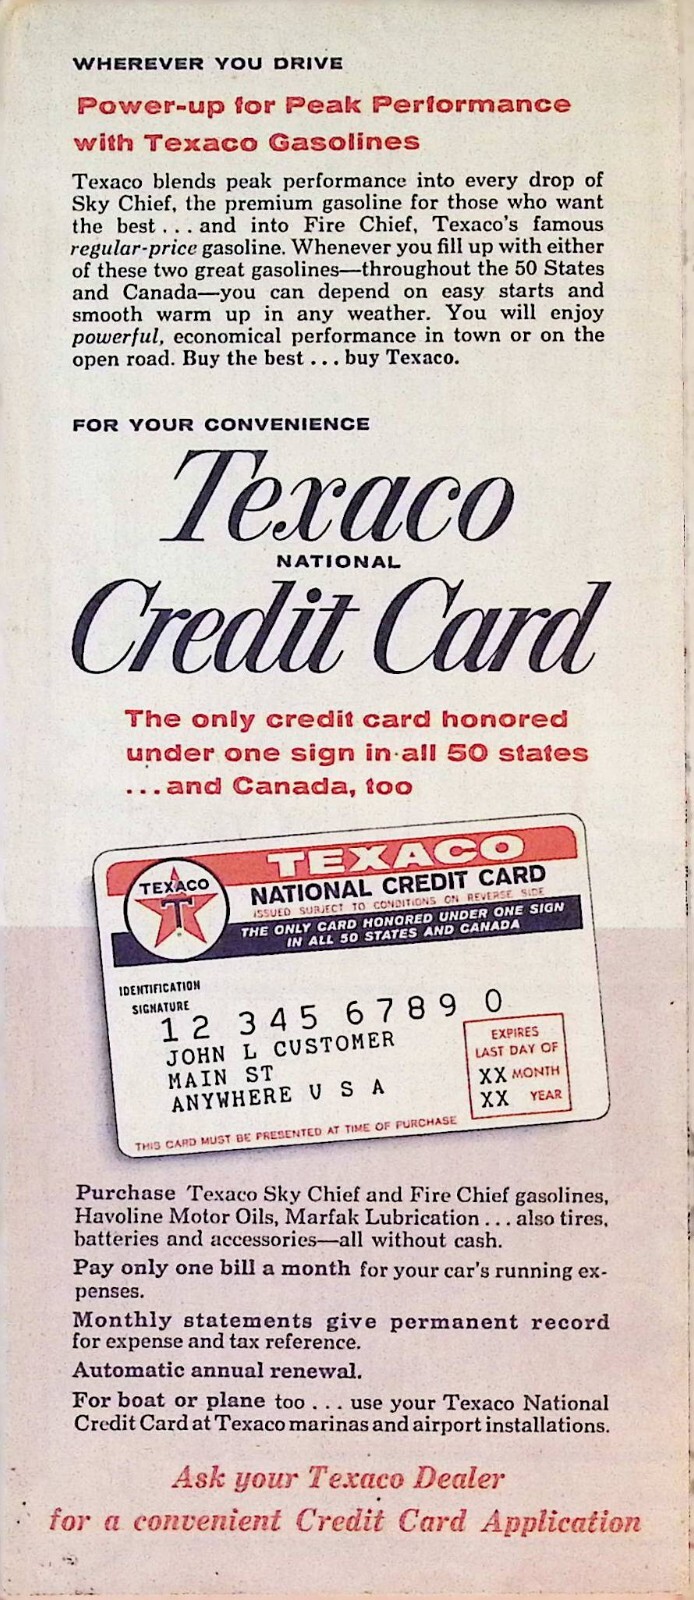 WHEREVER YOU DRIVE
Power-up for Peak Performance
with Texaco Gasolines
Texaco blends peak performance into every drop of
Sky Chief, the premium gasoline for those who want
the best . . . and into Fire Chief, Texaco's famous
regular-price gasoline. Whenever you fill up with either
of these two great gasolines—throughout the 50 States
and Canada—you can depend on easy starts and
smooth warm up in any weather. You will enjoy
powerful, economical performance in town or on the
open road. Buy the best . . . buy Texaco.
FOR YOUR CONVENIENCE
Texaco
NATIONAL
Credit Card
The only credit card honored
under one sign in all 50 states
...and Canada, too
TEXACO
TEXACO
T
NATIONAL CREDIT CARD
ISSUED SUBJECT TO CONDITIONS ON REVERSE SIDE
THE ONLY CARD HONORED UNDER ONE SIGN
IN ALL 50 STATES AND CANADA
IDENTIFICATION
SIGNATURE
12 345 6789 0
JOHN L CUSTOMER
MAIN ST
ANYWHERE U S A
EXPIRES
LAST DAY OF
XX MONTH
XX YEAR
THIS CARD MUST BE PRESENTED AT TIME OF PURCHASE
Purchase Texaco Sky Chief and Fire Chief gasolines,
Havoline Motor Oils, Marfak Lubrication . . . also tires,
batteries and accessories—all without cash.
Pay only one bill a month for your car's running ex-
penses.
Monthly statements give permanent record
for expense and tax reference.
Automatic annual renewal.
For boat or plane too . . . use your Texaco National
Credit Card at Texaco marinas and airport installations.
Ask your Texaco Dealer
for a convenient Credit Card Application